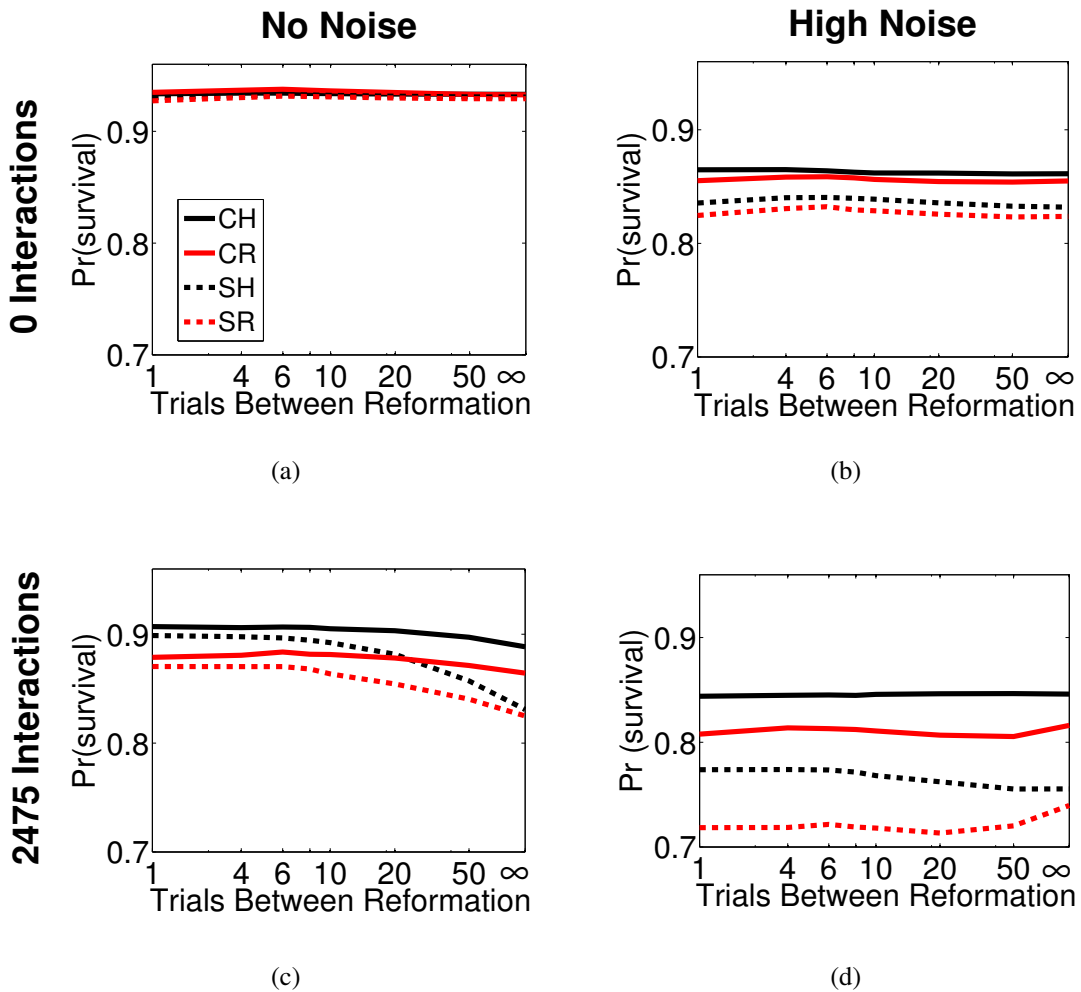 No Noise
High Noise
0 Interactions
Pr(survival)
0.9
0.8
0.7
CH
CR
SH
SR
1 4 6 10 20 50 ∞
Trials Between Reformation
(a)
Pr(survival)
0.9
0.8
0.7
1 4 6 10 20 50 ∞
Trials Between Reformation
(b)
2475 Interactions
Pr(survival)
0.9
0.8
0.7
1 4 6 10 20 50 ∞
Trials Between Reformation
(c)
Pr (survival)
0.9
0.8
0.7
1 4 6 10 20 50 ∞
Trials Between Reformation
(d)